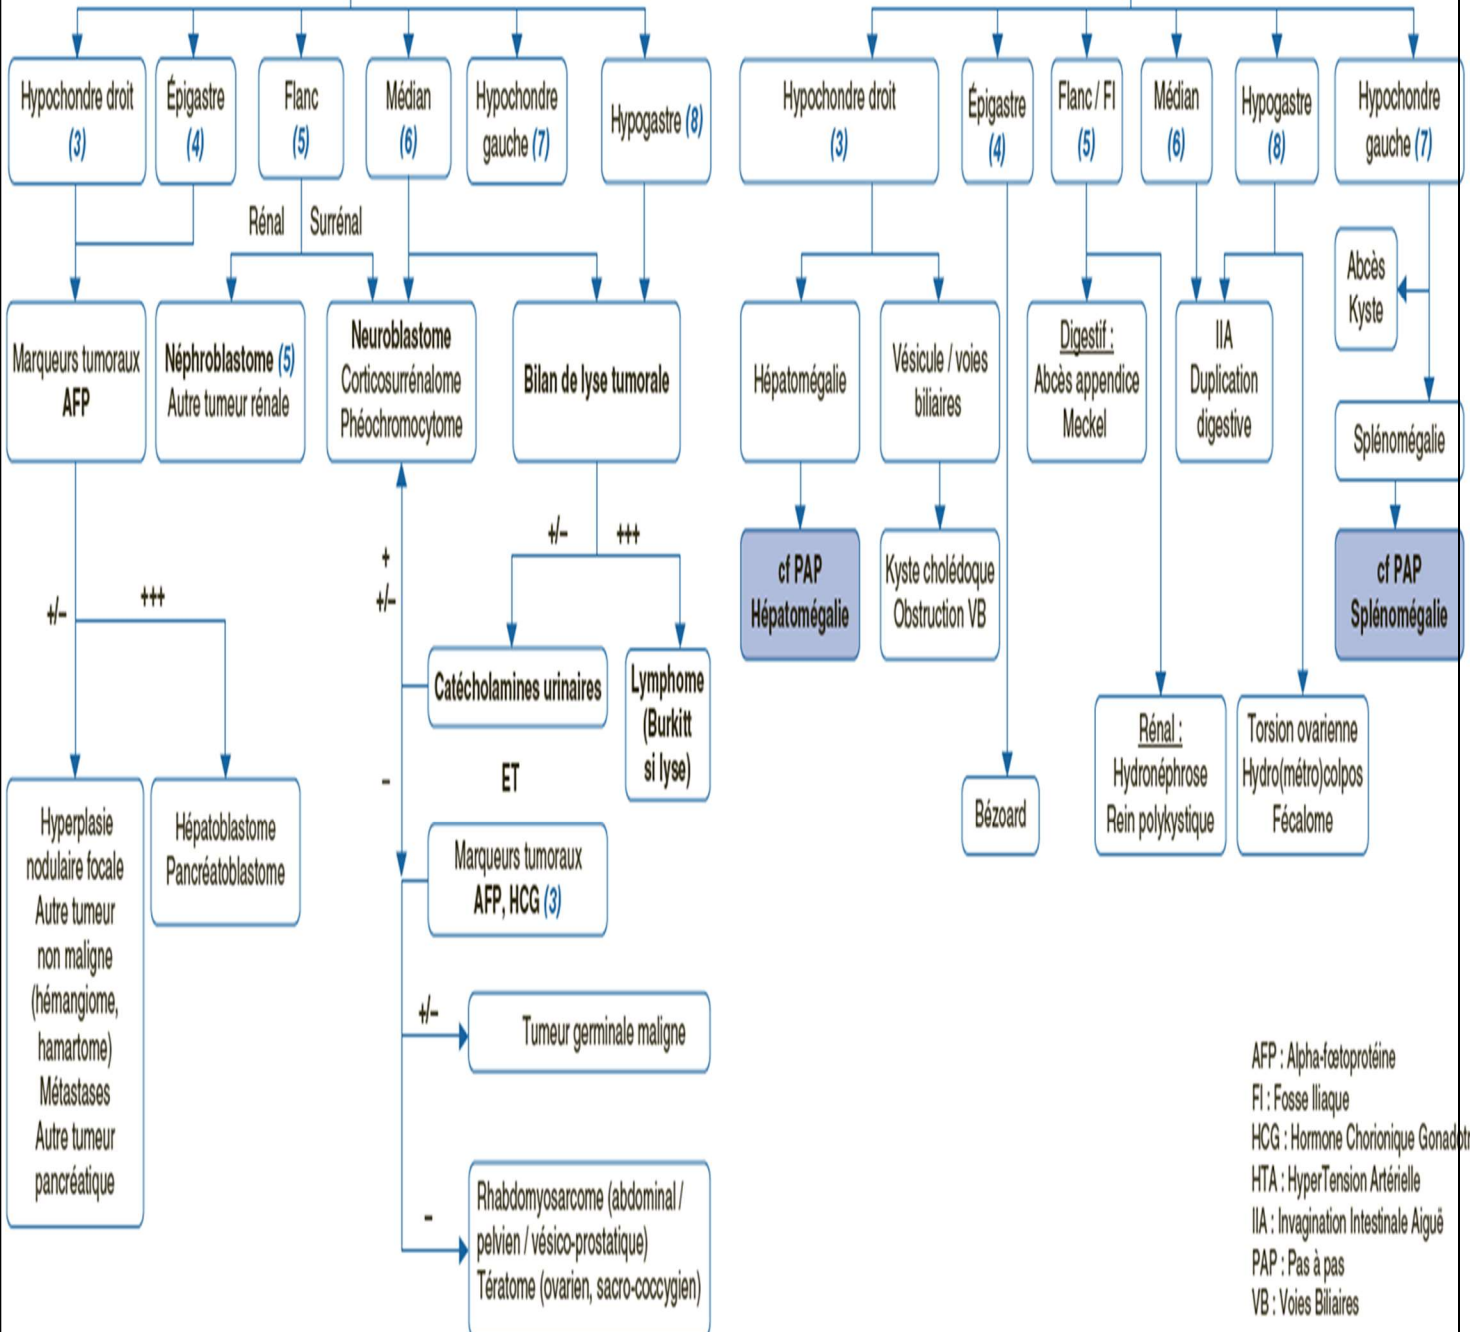 Hypochondre droit
(3)
Épigastre
(4)
Flanc
(5)
Médian
(6)
Hypochondre
gauche (7)
Hypogastre (8)
Hypochondre droit
(3)
Épigastre
(4)
Flanc / FI
(5)
Médian
(6)
Hypogastre
(8)
Hypochondre
gauche (7)
Rénal
Surrénal
Marqueurs tumoraux
AFP
Néphroblastome (5)
Autre tumeur rénale
Neuroblastome
Corticosurrénalome
Phéochromocytome
Bilan de lyse tumorale
Hépatomégalie
Vésicule / voies
biliaires
Digestif :
Abcès appendice
Meckel
IIA
Duplication
digestive
Abcès
Kyste
Splénomégalie
+/–
+++
+
+/–
–
+/–
+++
Catécholamines urinaires
ET
Marqueurs tumoraux
AFP, HCG (3)
Lymphome
(Burkitt
si lyse)
cf PAP
Hépatomégalie
Kyste cholédoque
Obstruction VB
cf PAP
Splénomégalie
Bézoard
Rénal :
Hydronéphrose
Rein polykystique
Torsion ovarienne
Hydro(métro)colpos
Fécalome
Hyperplasie
nodulaire focale
Autre tumeur
non maligne
(hémangiome,
hamartome)
Métastases
Autre tumeur
pancréatique
Hépatoblastome
Pancréatoblastome
+/–
Tumeur germinale maligne
–
Rhabdomyosarcome (abdominal /
pelvien / vésico-prostatique)
Tératome (ovarien, sacro-coccygien)
AFP : Alpha-fœtoprotéine
FI : Fosse Iliaque
HCG : Hormone Chorionique
HTA : HyperTension Artérielle
IIA : Invagination Intestinale Aiguë
PAP : Pas à pas
VB : Voies Biliaires